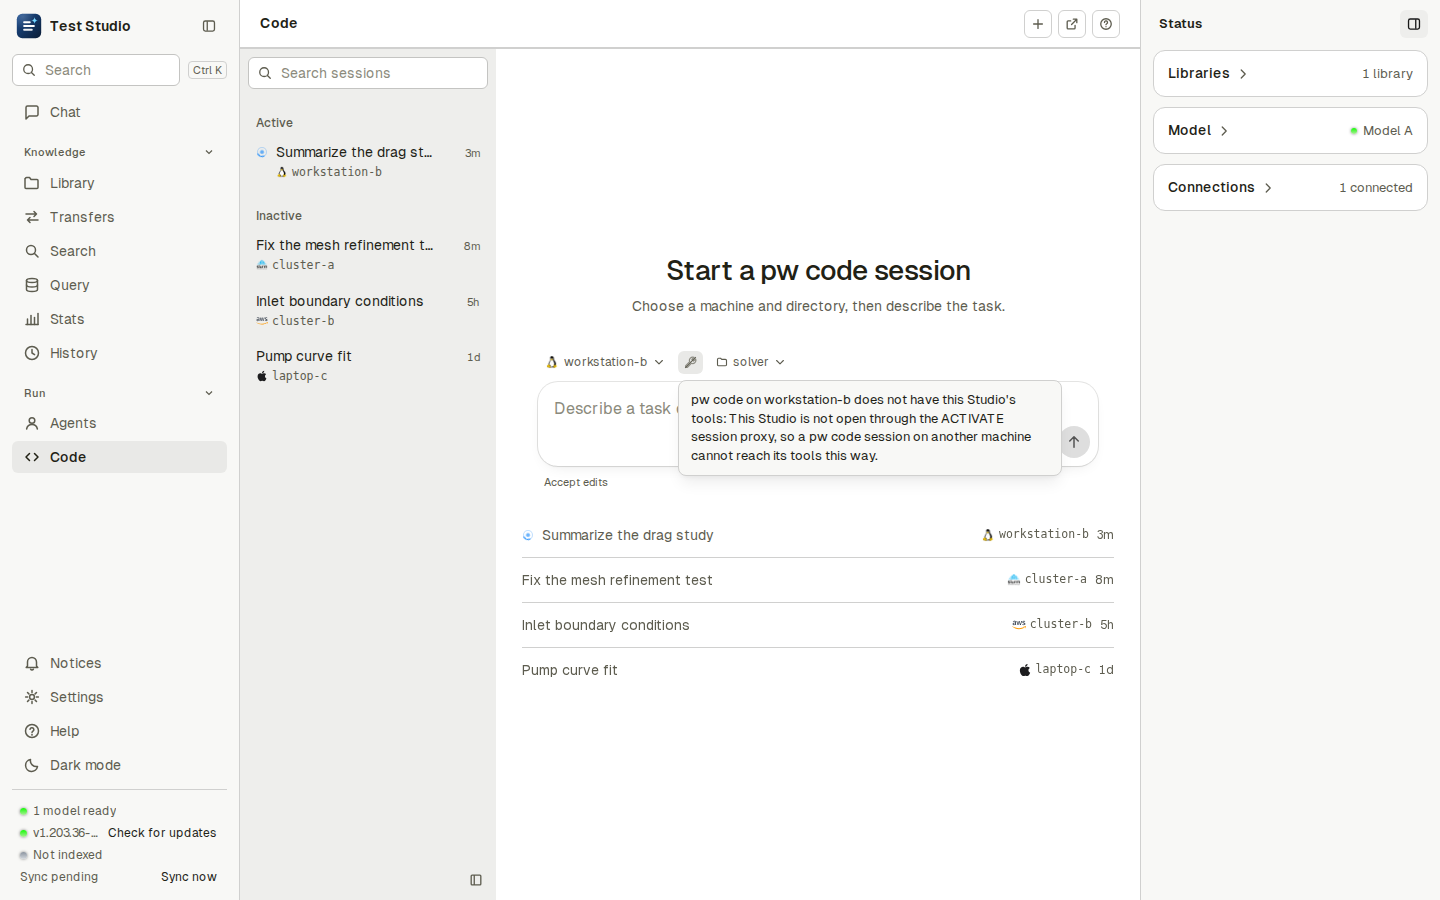 Test Studio
Search
Ctrl K
Chat
Knowledge
Library
Transfers
Search
Query
Stats
History
Run
Agents
Code
Notices
Settings
Help
Dark mode
1 model ready
v1.203.36-... Check for updates
Not indexed
Sync pending Sync now
Code
Search sessions
Active
Summarize the drag st... 3m
workstation-b
Inactive
Fix the mesh refinement t... 8m
cluster-a
Inlet boundary conditions 5h
aws cluster-b
Pump curve fit 1d
laptop-c
Start a pw code session
Choose a machine and directory, then describe the task.
workstation-b solver
Describe a task
pw code on workstation-b does not have this Studio's
tools: This Studio is not open through the ACTIVATE
session proxy, so a pw code session on another machine
cannot reach its tools this way.
Accept edits
Summarize the drag study workstation-b 3m
Fix the mesh refinement test cluster-a 8m
Inlet boundary conditions aws cluster-b 5h
Pump curve fit laptop-c 1d
Status
Libraries 1 library
Model Model A
Connections 1 connected